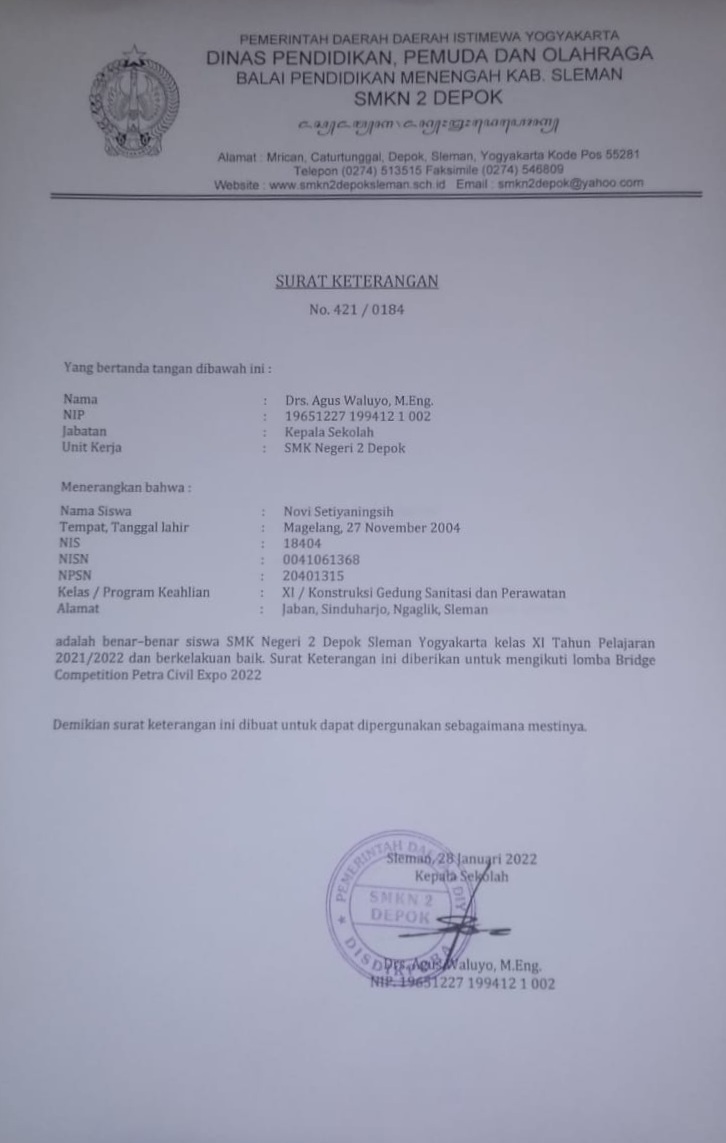 PEMERINTAH DAERAH DAERAH ISTIMEWA YOGYAKARTA
DINAS PENDIDIKAN, PEMUDA DAN OLAHRAGA
BALAI PENDIDIKAN MENENGAH KAB. SLEMAN
SMKN 2 DEPOK
Alamat : Mrican, Caturtunggal, Depok, Sleman, Yogyakarta Kode Pos 55281
Telepon (0274) 513515 Faksimile (0274) 546809
Website : www.smkn2depoksleman.sch.id Email : smkn2depok@yahoo.com
SURAT KETERANGAN
No. 421 / 0184
Yang bertanda tangan dibawah ini :
Nama : Drs. Agus Waluyo, M.Eng.
NIP : 19651227 199412 1 002
Jabatan : Kepala Sekolah
Unit Kerja : SMK Negeri 2 Depok
Menerangkan bahwa :
Nama Siswa : Novi Setiyaningsih
Tempat, Tanggal lahir : Magelang, 27 November 2004
NIS : 18404
NISN : 0041061368
NPSN : 20401315
Kelas / Program Keahlian : XI / Konstruksi Gedung Sanitasi dan Perawatan
Alamat : Jaban, Sinduharjo, Ngaglik, Sleman
adalah benar–benar siswa SMK Negeri 2 Depok Sleman Yogyakarta kelas XI Tahun Pelajaran
2021/2022 dan berkelakuan baik. Surat Keterangan ini diberikan untuk mengikuti lomba Bridge
Competition Petra Civil Expo 2022
Demikian surat keterangan ini dibuat untuk dapat dipergunakan sebagaimana mestinya.
Sleman, 28 Januari 2022
Kepala Sekolah
PEMERINTAH DAERAH DIY
SMKN 2
DEPOK
DISDIKPORA
Drs. Agus Waluyo, M.Eng.
NIP. 19651227 199412 1 002